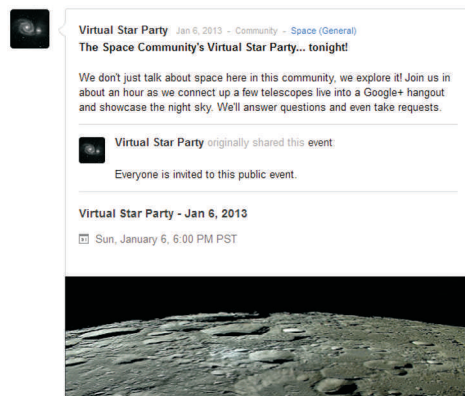 Virtual Star Party Jan 6, 2013 - Community - Space (General)
The Space Community's Virtual Star Party... tonight!
We don't just talk about space here in this community, we explore it! Join us in
about an hour as we connect up a few telescopes live into a Google+ hangout
and showcase the night sky. We'll answer questions and even take requests.
Virtual Star Party originally shared this event:
Everyone is invited to this public event.
Virtual Star Party - Jan 6, 2013
Sun, January 6, 6:00 PM PST